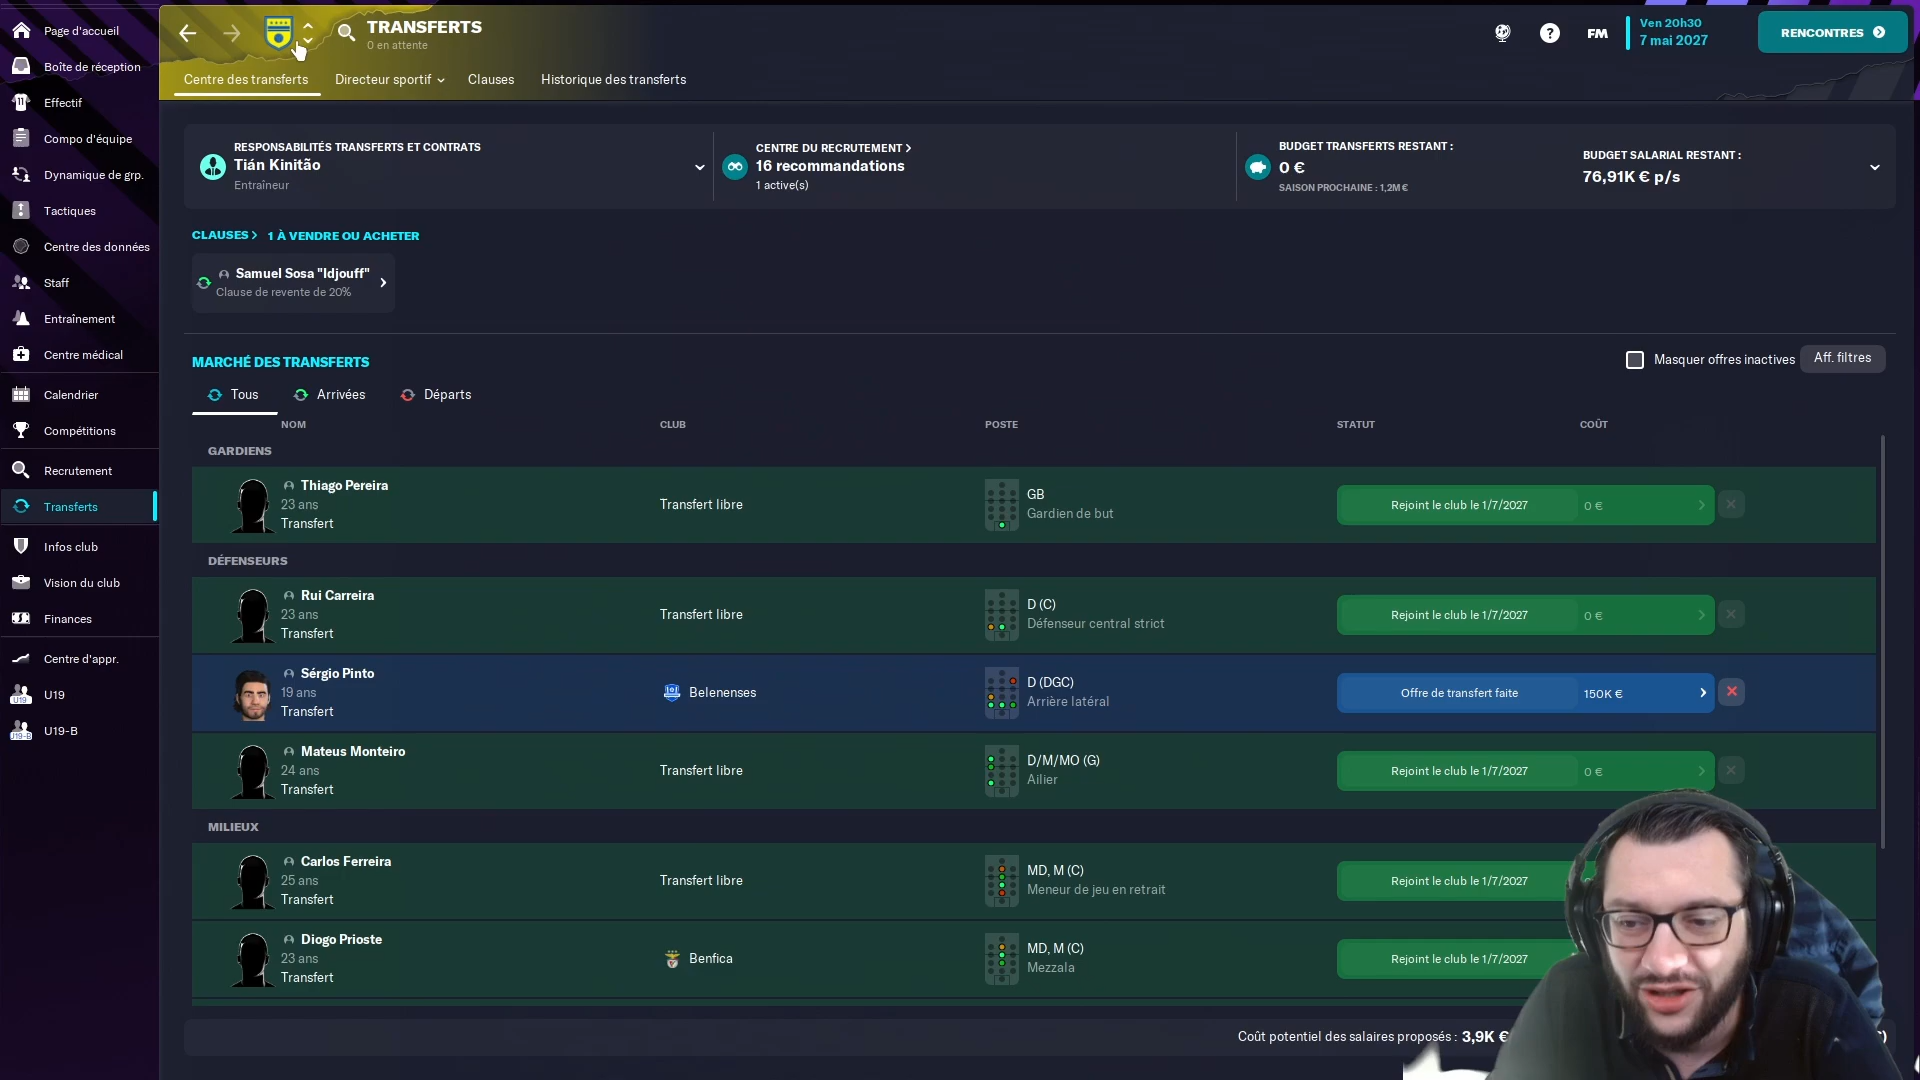 Page d'accueil
Boîte de réception
Effectif
Compo d'équipe
Dynamique de grp.
Tactiques
Centre des données
Staff
Entraînement
Centre médical
Calendrier
Compétitions
Recrutement
Transferts
Infos club
Vision du club
Finances
Centre d'appr.
U19
U19-B
TRANSFERTS
0 en attente
FM
Ven 20h30
7 mai 2027
RENCONTRES
Centre des transferts
Directeur sportif
Clauses
Historique des transferts
RESPONSABILITÉS TRANSFERTS ET CONTRATS
Tián Kinitão
Entraîneur
CENTRE DU RECRUTEMENT >
16 recommandations
1 active(s)
BUDGET TRANSFERTS RESTANT :
0 €
SAISON PROCHAINE : 1,2M €
BUDGET SALARIAL RESTANT :
76,91K € p/s
CLAUSES > 1 À VENDRE OU ACHETER
Samuel Sosa "Idjouff"
Clause de revente de 20%
MARCHÉ DES TRANSFERTS
Masquer offres inactives
Aff. filtres
Tous
Arrivées
Départs
NOM CLUB POSTE STATUT COÛT
GARDIENS
Thiago Pereira
23 ans
Transfert
Transfert libre
GB
Gardien de but
Rejoint le club le 1/7/2027 0 €
DÉFENSEURS
Rui Carreira
23 ans
Transfert
Transfert libre
D (C)
Défenseur central strict
Rejoint le club le 1/7/2027 0 €
Sérgio Pinto
19 ans
Transfert
Belenenses
D (DGC)
Arrière latéral
Offre de transfert faite 150K €
Mateus Monteiro
24 ans
Transfert
Transfert libre
D/M/MO (G)
Ailier
Rejoint le club le 1/7/2027 0 €
MILIEUX
Carlos Ferreira
25 ans
Transfert
Transfert libre
MD, M (C)
Meneur de jeu en retrait
Rejoint le club le 1/7/2027
Diogo Prioste
23 ans
Transfert
Benfica
MD, M (C)
Mezzala
Rejoint le club le 1/7/2027
Coût potentiel des salaires proposés : 3,9K €